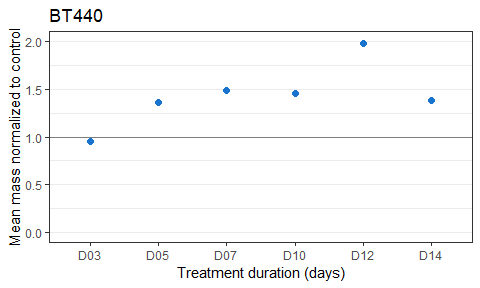 BT440
Mean mass normalized to control
2.0
1.5
1.0
0.5
0.0
D03 D05 D07 D10 D12 D14
Treatment duration (days)